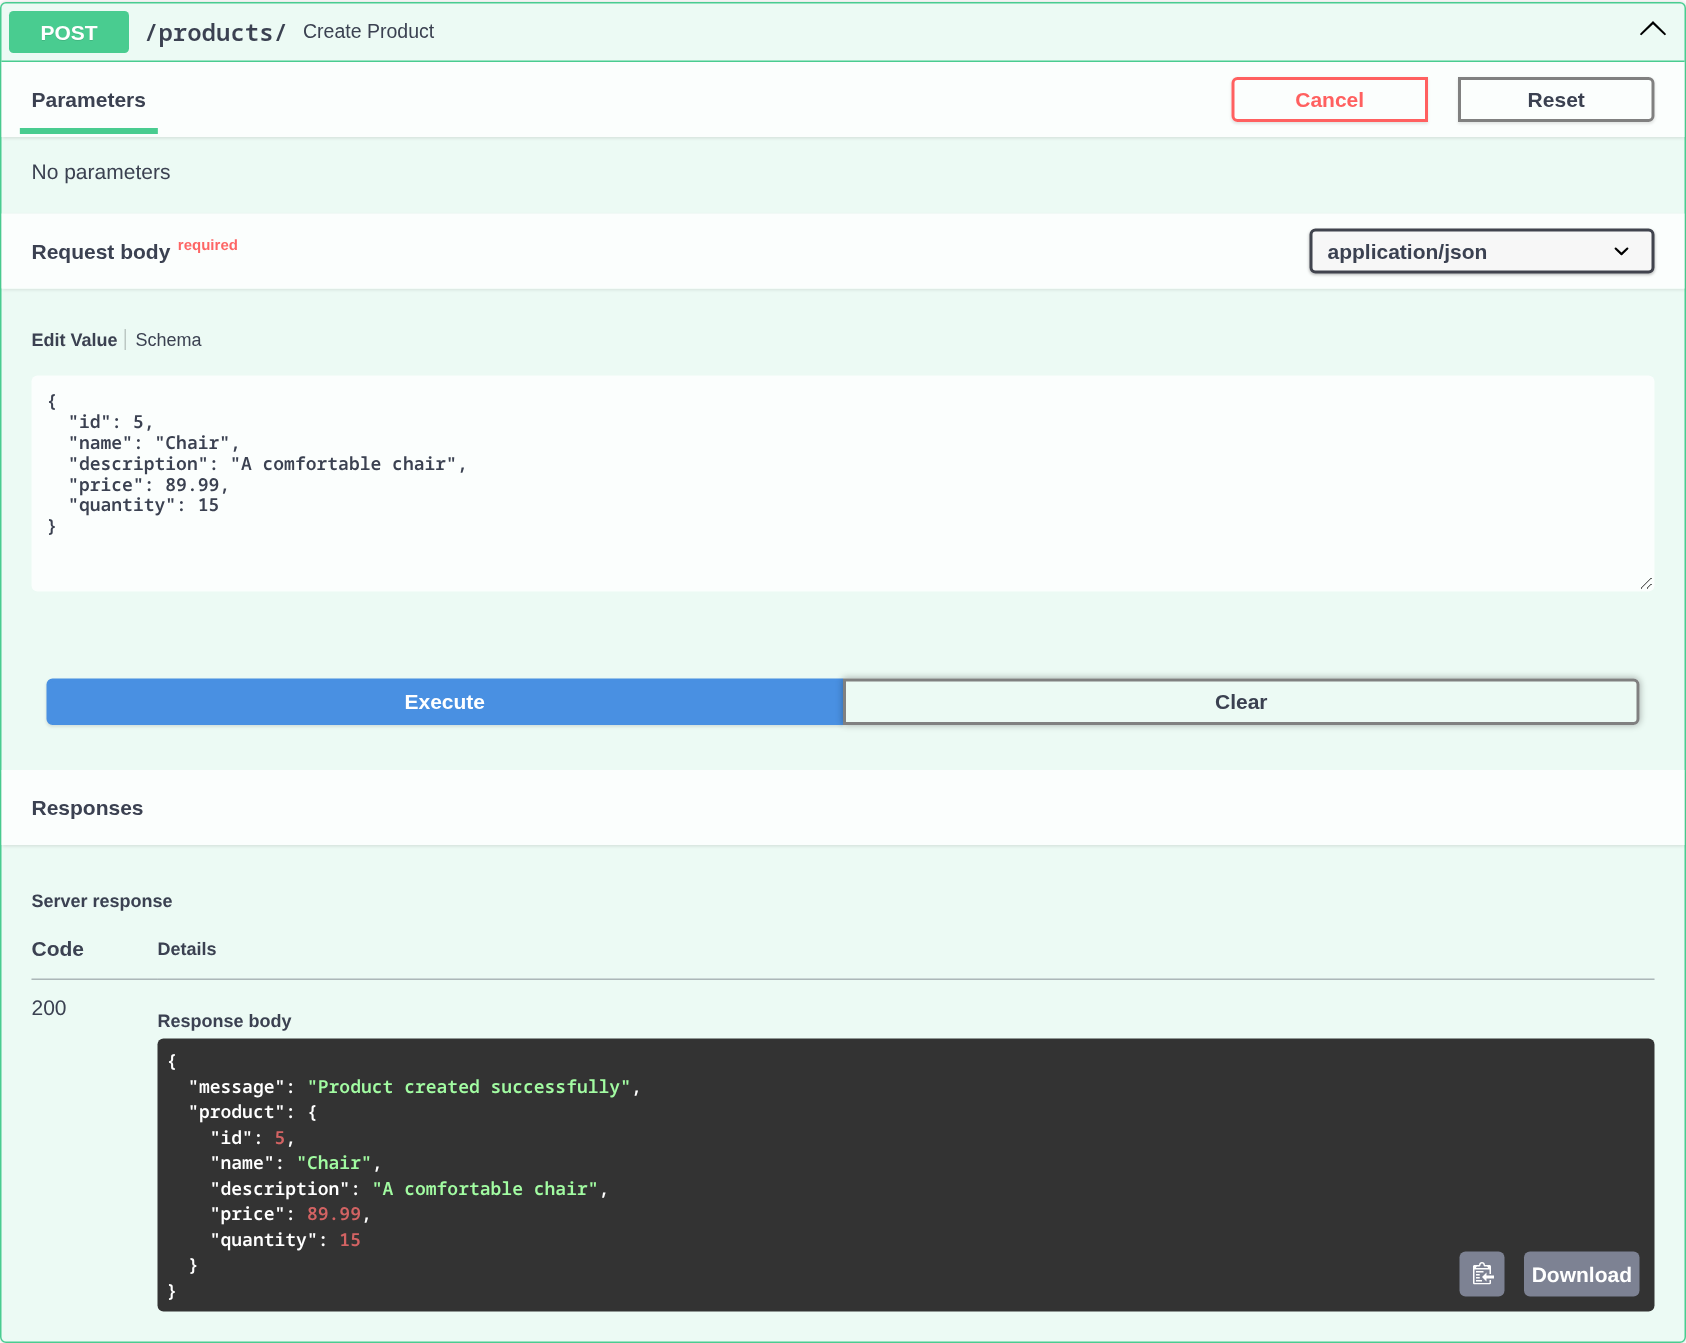 POST /products/ Create Product
Parameters Cancel Reset
No parameters
Request body required application/json
Edit Value Schema
{
  "id": 5,
  "name": "Chair",
  "description": "A comfortable chair",
  "price": 89.99,
  "quantity": 15
}
Execute Clear
Responses
Server response
Code Details
200
Response body
{
  "message": "Product created successfully",
  "product": {
    "id": 5,
    "name": "Chair",
    "description": "A comfortable chair",
    "price": 89.99,
    "quantity": 15
  }
}
Download